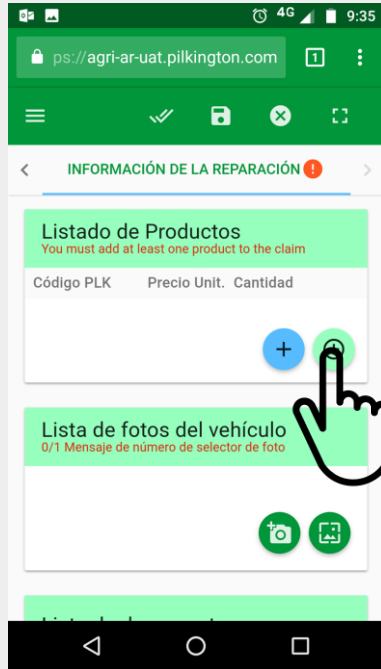 4G 9:35
ps://agri-ar-uat.pilkington.com 1
INFORMACIÓN DE LA REPARACIÓN !
Listado de Productos
You must add at least one product to the claim
Código PLK Precio Unit. Cantidad
Lista de fotos del vehículo
0/1 Mensaje de número de selector de foto